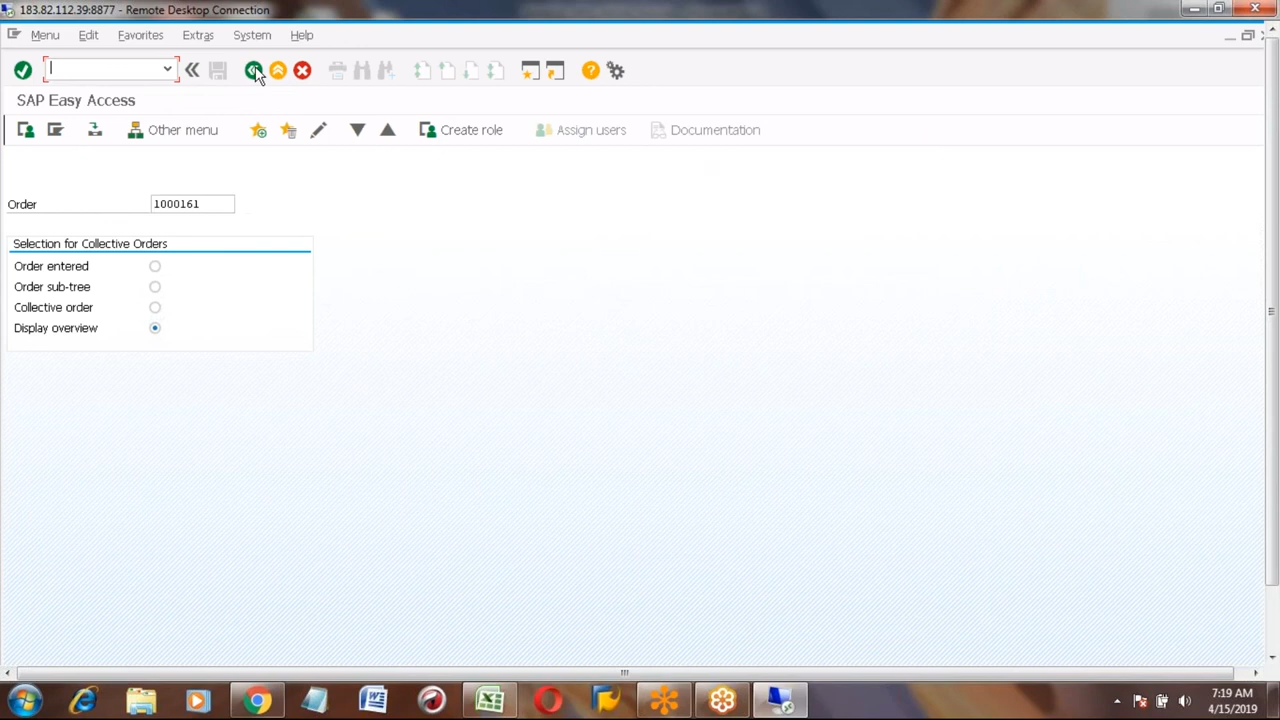 183.82.112.39:8877 - Remote Desktop Connection
Menu Edit Favorites Extras System Help
SAP Easy Access
Other menu Create role Assign users Documentation
Order 1000161
Selection for Collective Orders
Order entered
Order sub-tree
Collective order
Display overview
7:19 AM
4/15/2019